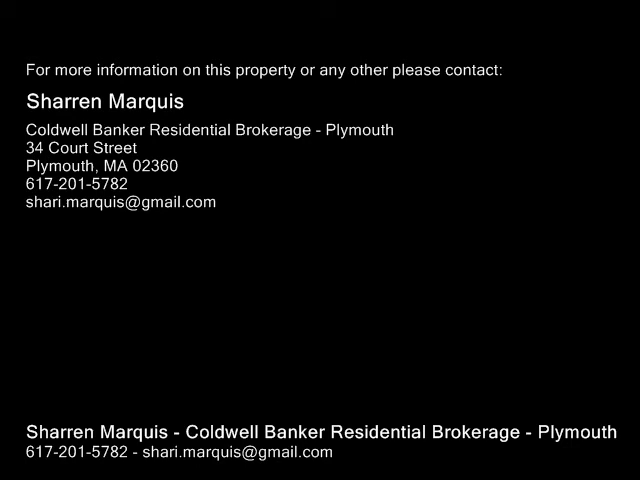 For more information on this property or any other please contact:
Sharren Marquis
Coldwell Banker Residential Brokerage - Plymouth
34 Court Street
Plymouth, MA 02360
617-201-5782
shari.marquis@gmail.com
Sharren Marquis - Coldwell Banker Residential Brokerage - Plymouth
617-201-5782 - shari.marquis@gmail.com